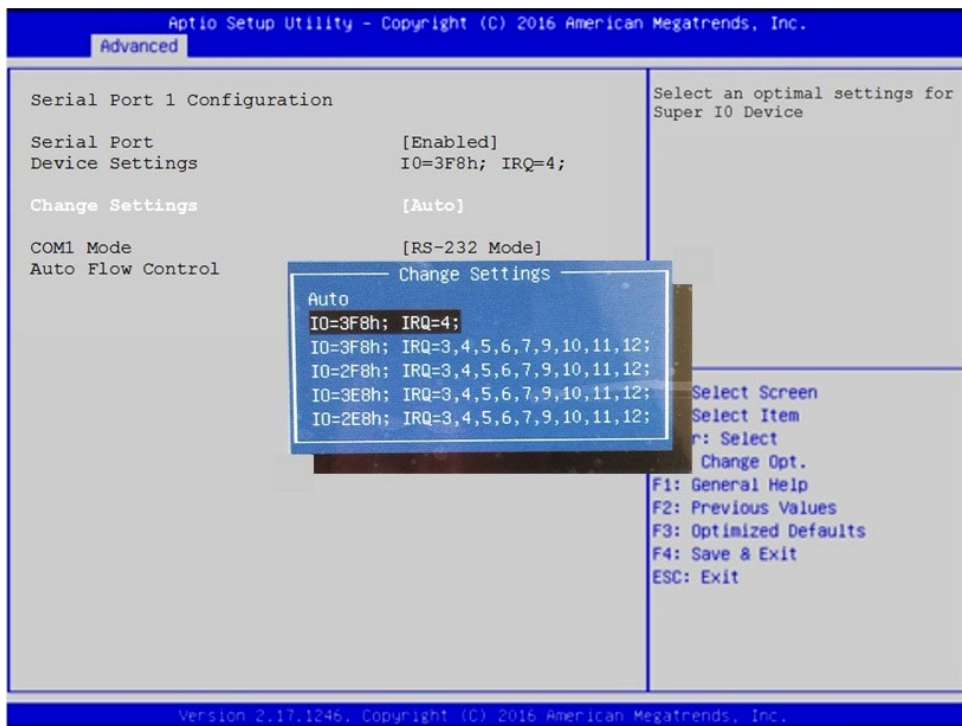 Aptio Setup Utility - Copyright (C) 2016 American Megatrends, Inc.
Advanced
Serial Port 1 Configuration
Serial Port [Enabled]
Device Settings IO=3F8h; IRQ=4;
Change Settings [Auto]
COM1 Mode [RS-232 Mode]
Auto Flow Control
Change Settings
Auto
IO=3F8h; IRQ=4;
IO=3F8h; IRQ=3,4,5,6,7,9,10,11,12;
IO=2F8h; IRQ=3,4,5,6,7,9,10,11,12;
IO=3E8h; IRQ=3,4,5,6,7,9,10,11,12;
IO=2E8h; IRQ=3,4,5,6,7,9,10,11,12;
Select an optimal settings for
Super IO Device
Select Screen
Select Item
r: Select
Change Opt.
F1: General Help
F2: Previous Values
F3: Optimized Defaults
F4: Save & Exit
ESC: Exit
Version 2.17.1246. Copyright (C) 2016 American Megatrends, Inc.